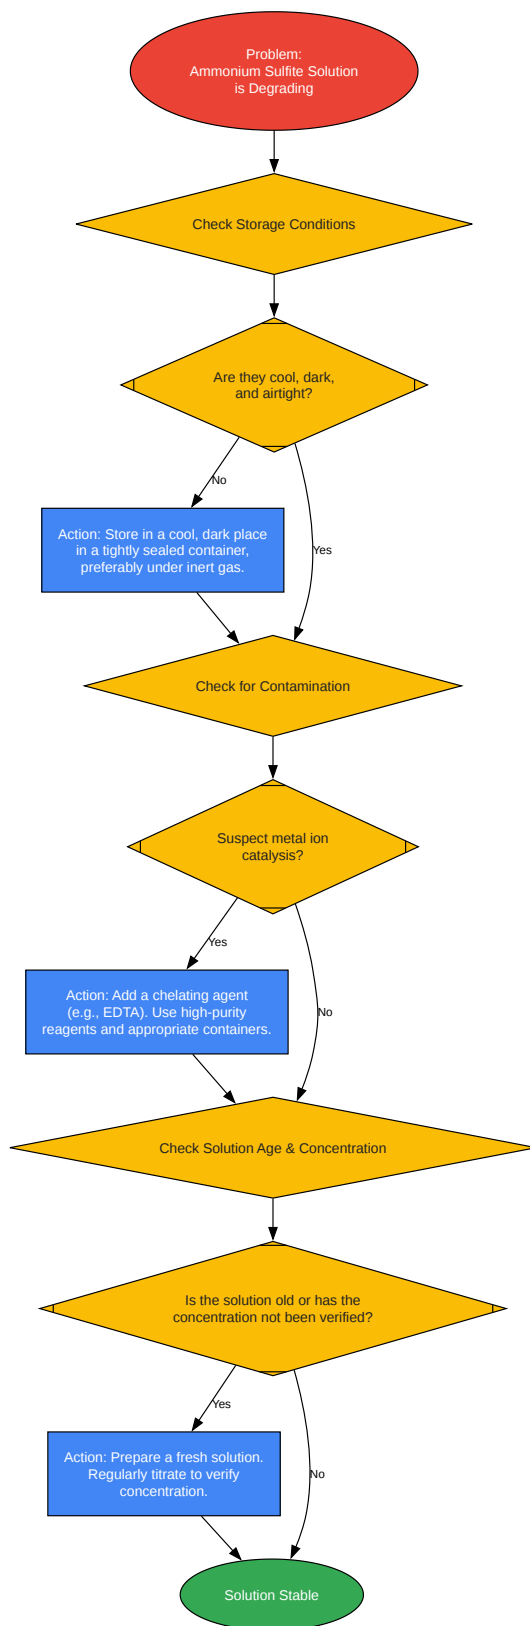 Problem:
Ammonium Sulfite Solution
is Degrading
Check Storage Conditions
Are they cool, dark,
and airtight?
No
Yes
Action: Store in a cool, dark place
in a tightly sealed container,
preferably under inert gas.
Check for Contamination
Suspect metal ion
catalysis?
Yes
No
Action: Add a chelating agent
(e.g., EDTA). Use high-purity
reagents and appropriate containers.
Check Solution Age & Concentration
Is the solution old or has the
concentration not been verified?
Yes
No
Action: Prepare a fresh solution.
Regularly titrate to verify
concentration.
Solution Stable